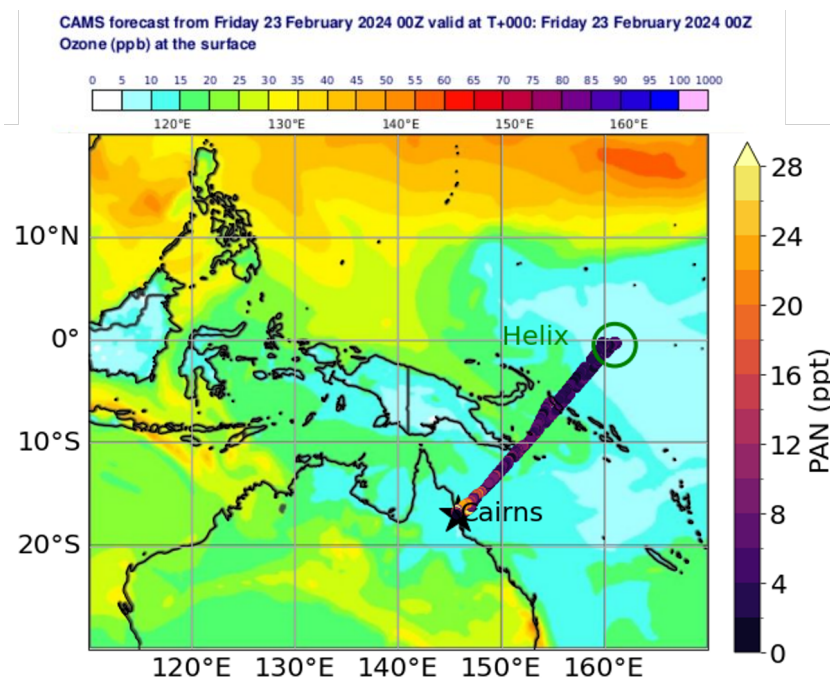 CAMS forecast from Friday 23 February 2024 00Z valid at T+000: Friday 23 February 2024 00Z
Ozone (ppb) at the surface
0 5 10 15 20 25 30 40 45 50 55 60 65 70 75 80 85 90 95 100 1000
120°E 130°E 140°E 150°E 160°E
28
10°N
24
20
0°
Helix
16
PAN (ppt)
12
10°S
8
Cairns
20°S
4
0
120°E 130°E 140°E 150°E 160°E